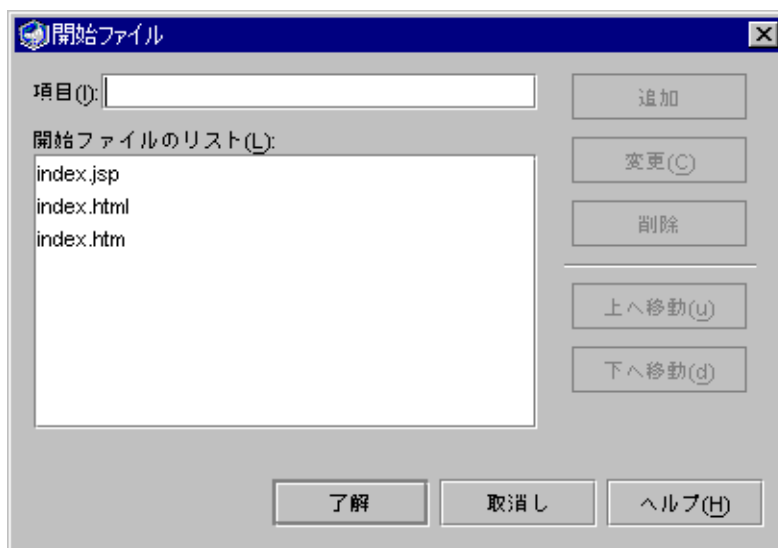 開始ファイル
項目(I):
追加
開始ファイルのリスト(L):
変更(C)
index.jsp
index.html
削除
index.htm
上へ移動(u)
下へ移動(d)
了解
取消し
ヘルプ(H)